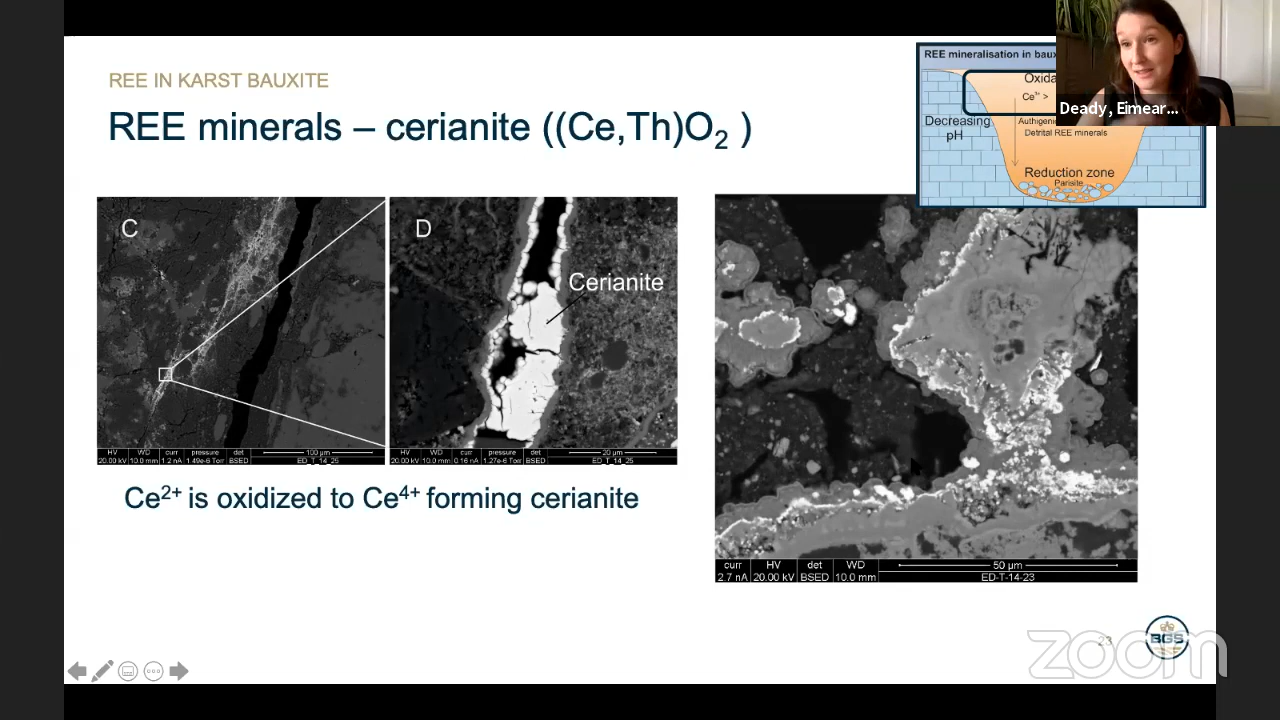 REE IN KARST BAUXITE
REE minerals – cerianite ((Ce,Th)O₂ )
REE mineralisation in baux
Oxida
Ce³⁺ >
Decreasing
pH
Authigeni
Detrital REE minerals
Reduction zone
Parisite
Deady, Eimear...
C
D
Cerianite
HV WD curr pressure det 100 µm
20.00 kV 10.0 mm 1.2 nA 1.49e-6 Torr BSED ED_T_14_25
HV WD curr pressure det 20 µm
20.00 kV 10.0 mm 0.16 nA 1.27e-6 Torr BSED ED_T_14_25
Ce²⁺ is oxidized to Ce⁴⁺ forming cerianite
curr HV det WD 50 µm
2.7 nA 20.00 kV BSED 10.0 mm ED-T-14-23
23
BGS
zoom